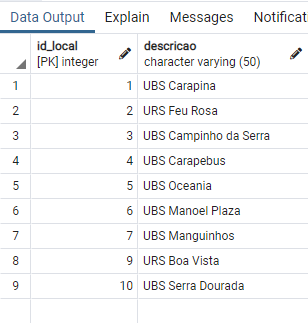 Data Output Explain Messages Notificat
id_local descricao
[PK] integer character varying (50)
1 1 UBS Carapina
2 2 URS Feu Rosa
3 3 UBS Campinho da Serra
4 4 UBS Carapebus
5 5 UBS Oceania
6 6 UBS Manoel Plaza
7 7 UBS Manguinhos
8 9 URS Boa Vista
9 10 UBS Serra Dourada